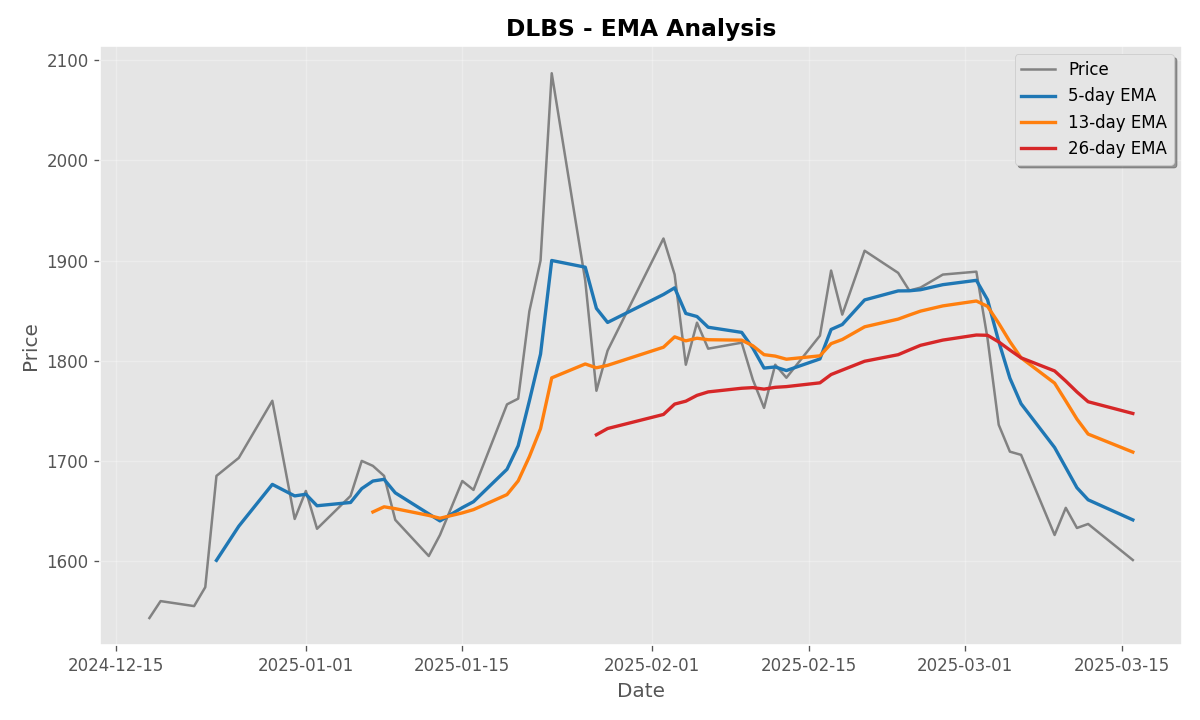 DLBS - EMA Analysis
Price
5-day EMA
13-day EMA
26-day EMA
2100
2000
1900
1800
1700
1600
Price
2024-12-15
2025-01-01
2025-01-15
2025-02-01
2025-02-15
2025-03-01
2025-03-15
Date